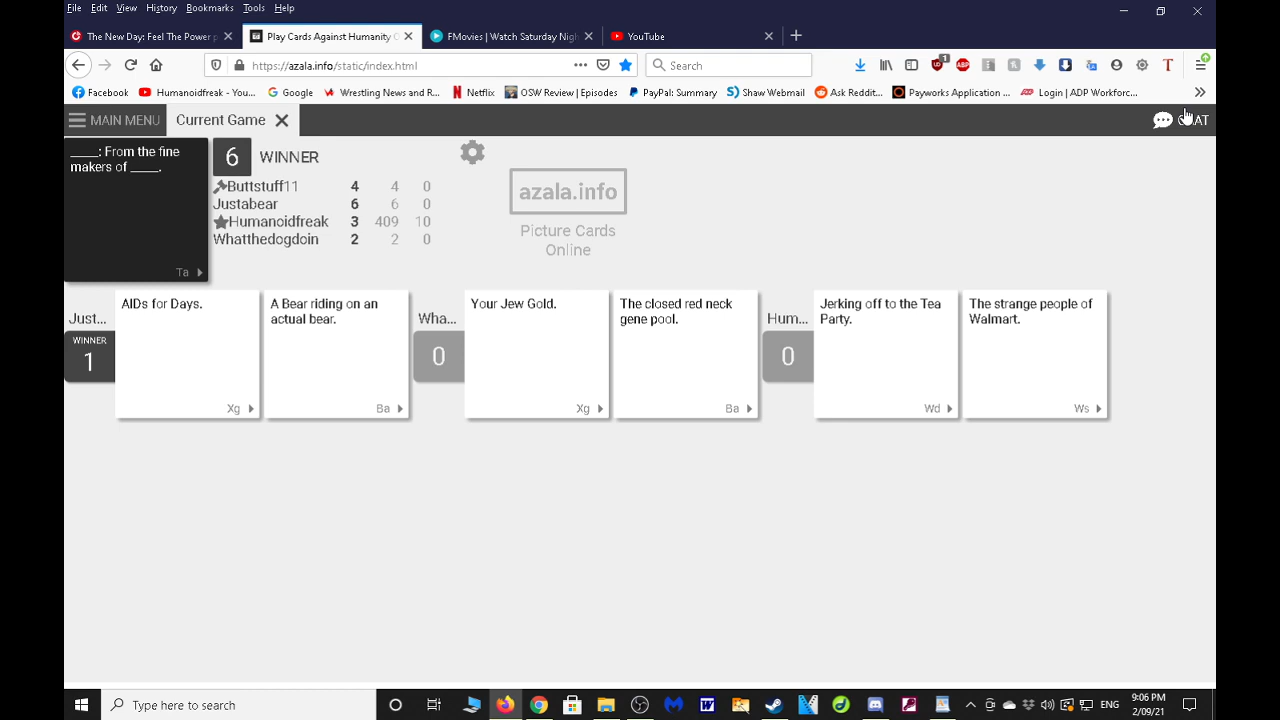 File Edit View History Bookmarks Tools Help
The New Day: Feel The Power p
Play Cards Against Humanity O
FMovies | Watch Saturday Nigh
YouTube
https://azala.info/static/index.html
Search
Facebook Humanoidfreak - You... Google Wrestling News and R... Netflix OSW Review | Episodes PayPal: Summary Shaw Webmail Ask Reddit... Payworks Application ... Login | ADP Workforc...
MAIN MENU Current Game
____: From the fine
makers of ____.
Ta
6 WINNER
Buttstuff11 4 4 0
Justabear 6 6 0
Humanoidfreak 3 409 10
Whatthedogdoin 2 2 0
azala.info
Picture Cards
Online
Just...
WINNER
1
AIDs for Days.
Xg
A Bear riding on an
actual bear.
Ba
Wha...
0
Your Jew Gold.
Xg
The closed red neck
gene pool.
Ba
Hum...
0
Jerking off to the Tea
Party.
Wd
The strange people of
Walmart.
Ws
Type here to search
ENG
9:06 PM
2/09/21